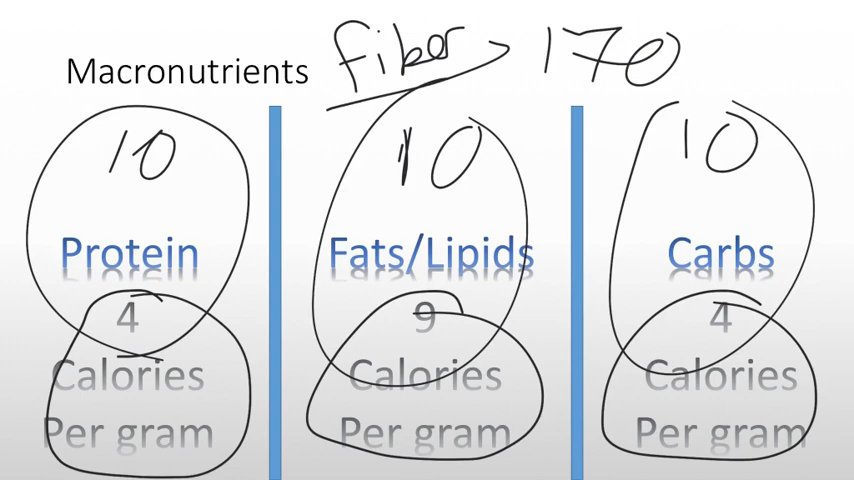 Macronutrients fiber 170
10 10 10
Protein Fats/Lipids Carbs
4 9 4
Calories Calories Calories
Per gram Per gram Per gram